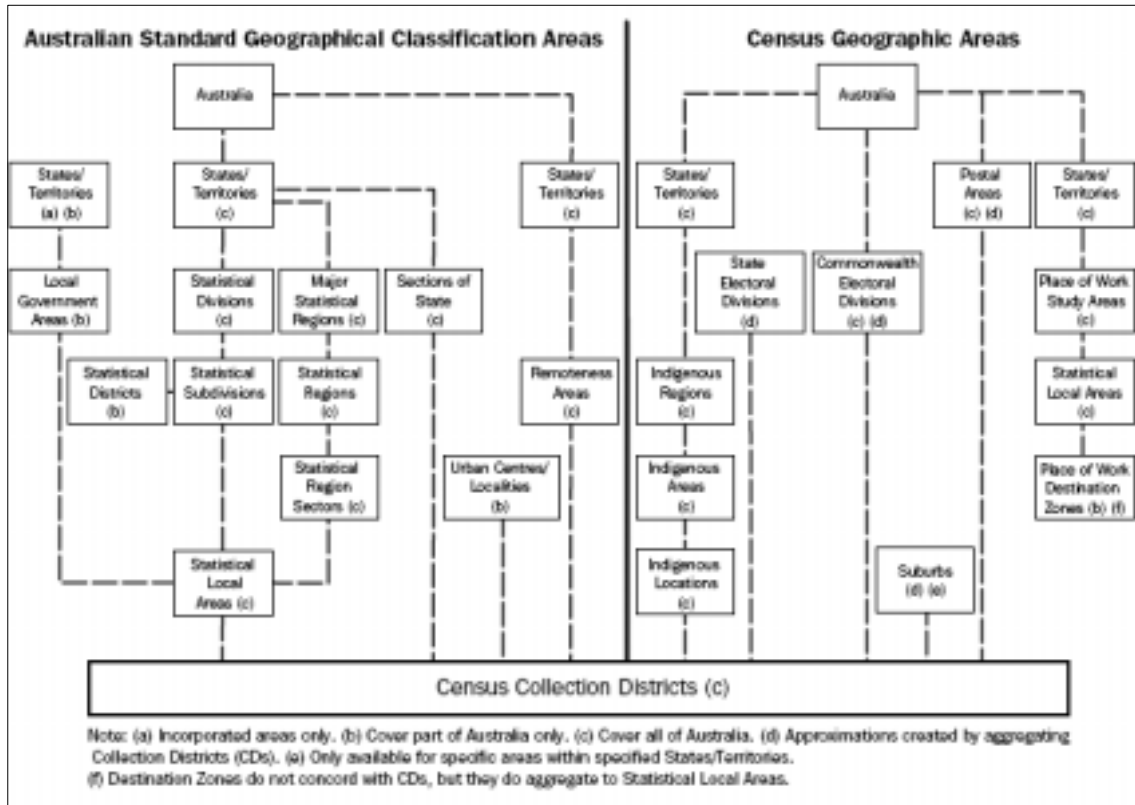 Australian Standard Geographical Classification Areas
Census Geographic Areas
Australia
Australia
States/
Territories
(a) (b)
States/
Territories
(c)
States/
Territories
(c)
States/
Territories
(c)
Postal
Areas
(c) (d)
States/
Territories
(c)
Local
Government
Areas (b)
Statistical
Divisions
(c)
Major
Statistical
Regions (c)
Sections of
State
(c)
State
Electoral
Divisions
(d)
Commonwealth
Electoral
Divisions
(c) (d)
Place of Work
Study Areas
(c)
Statistical
Districts
(b)
Statistical
Subdivisions
(c)
Statistical
Regions
(c)
Remoteness
Areas
(c)
Indigenous
Regions
(c)
Statistical
Local Areas
(c)
Statistical
Region
Sectors (c)
Urban Centres/
Localities
(b)
Indigenous
Areas
(c)
Place of Work
Destination
Zones (b) (f)
Statistical
Local
Areas (c)
Indigenous
Locations
(c)
Suburbs
(d) (e)
Census Collection Districts (c)
Note: (a) Incorporated areas only. (b) Cover part of Australia only. (c) Cover all of Australia. (d) Approximations created by aggregating
Collection Districts (CDs). (e) Only available for specific areas within specified States/Territories.
(f) Destination Zones do not concord with CDs, but they do aggregate to Statistical Local Areas.